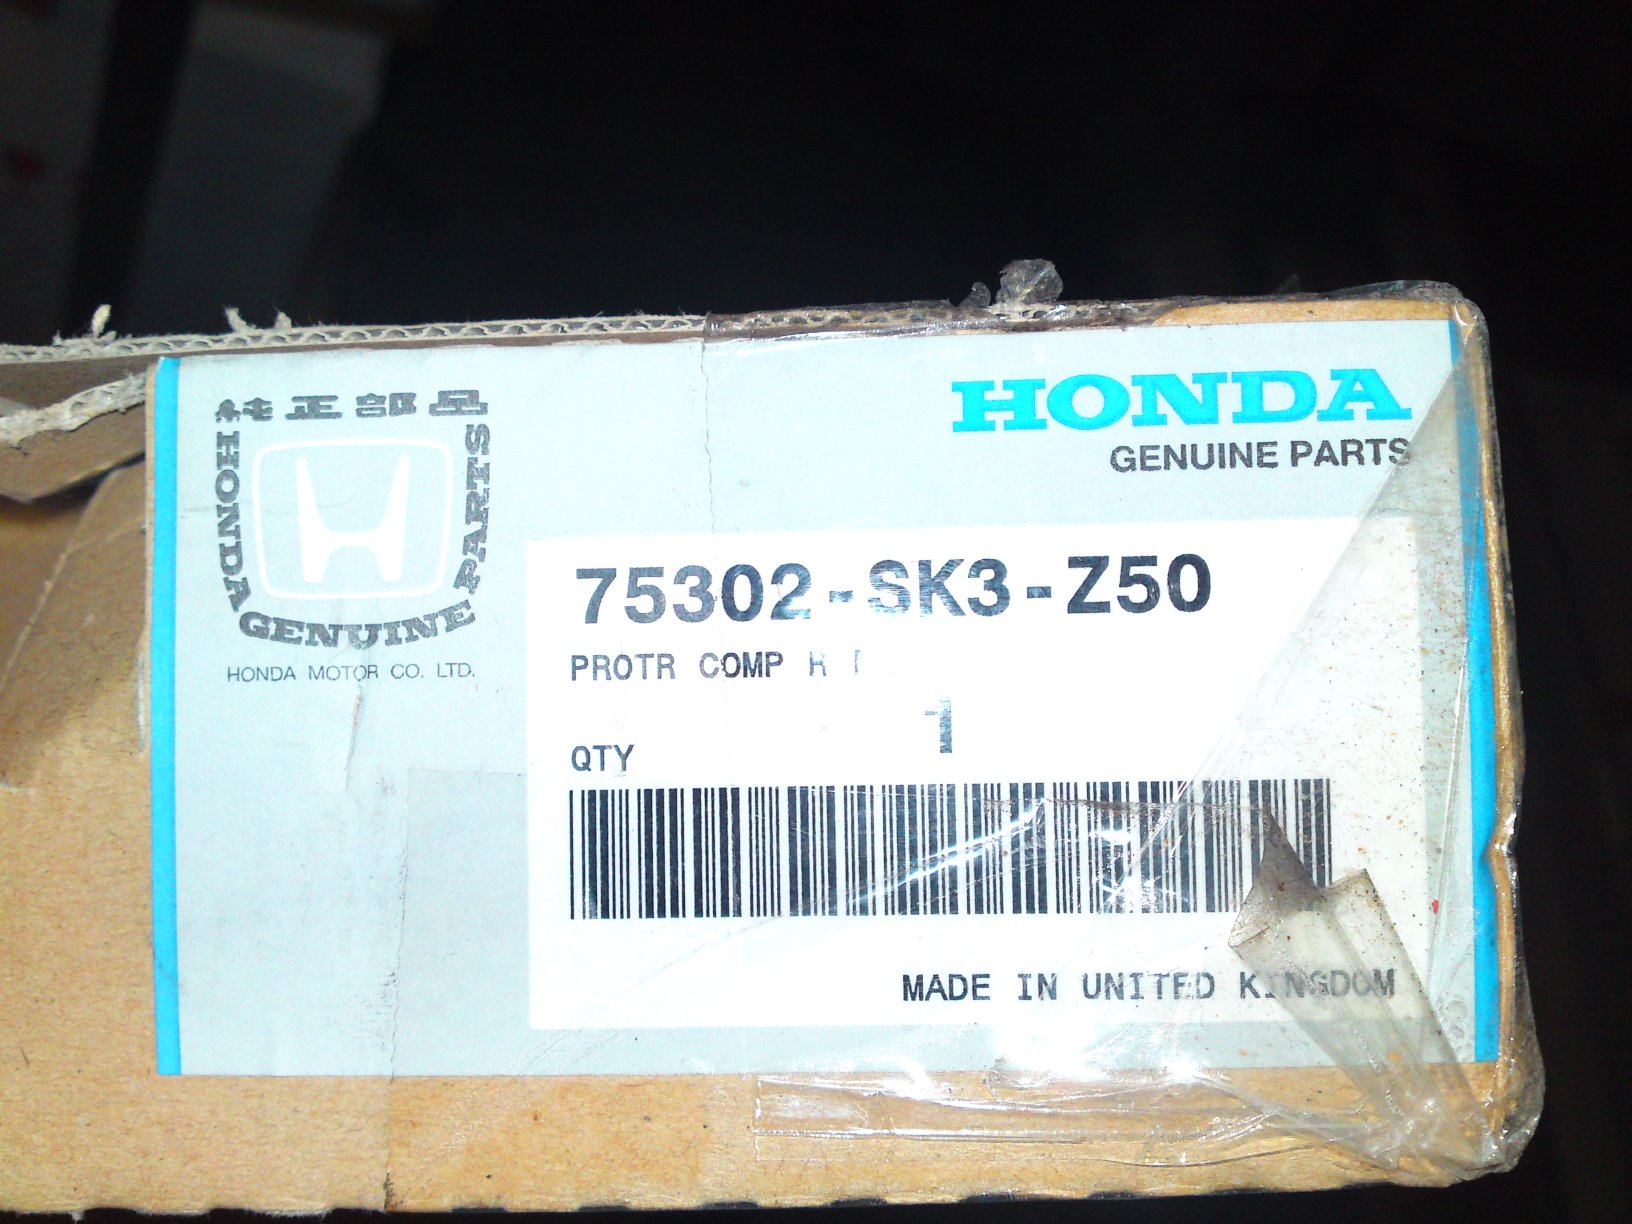 純正部品
HONDA GENUINE PARTS
HONDA MOTOR CO. LTD.
HONDA
GENUINE PARTS
75302-SK3-Z50
PROTR COMP
QTY 1
MADE IN UNITED KINGDOM